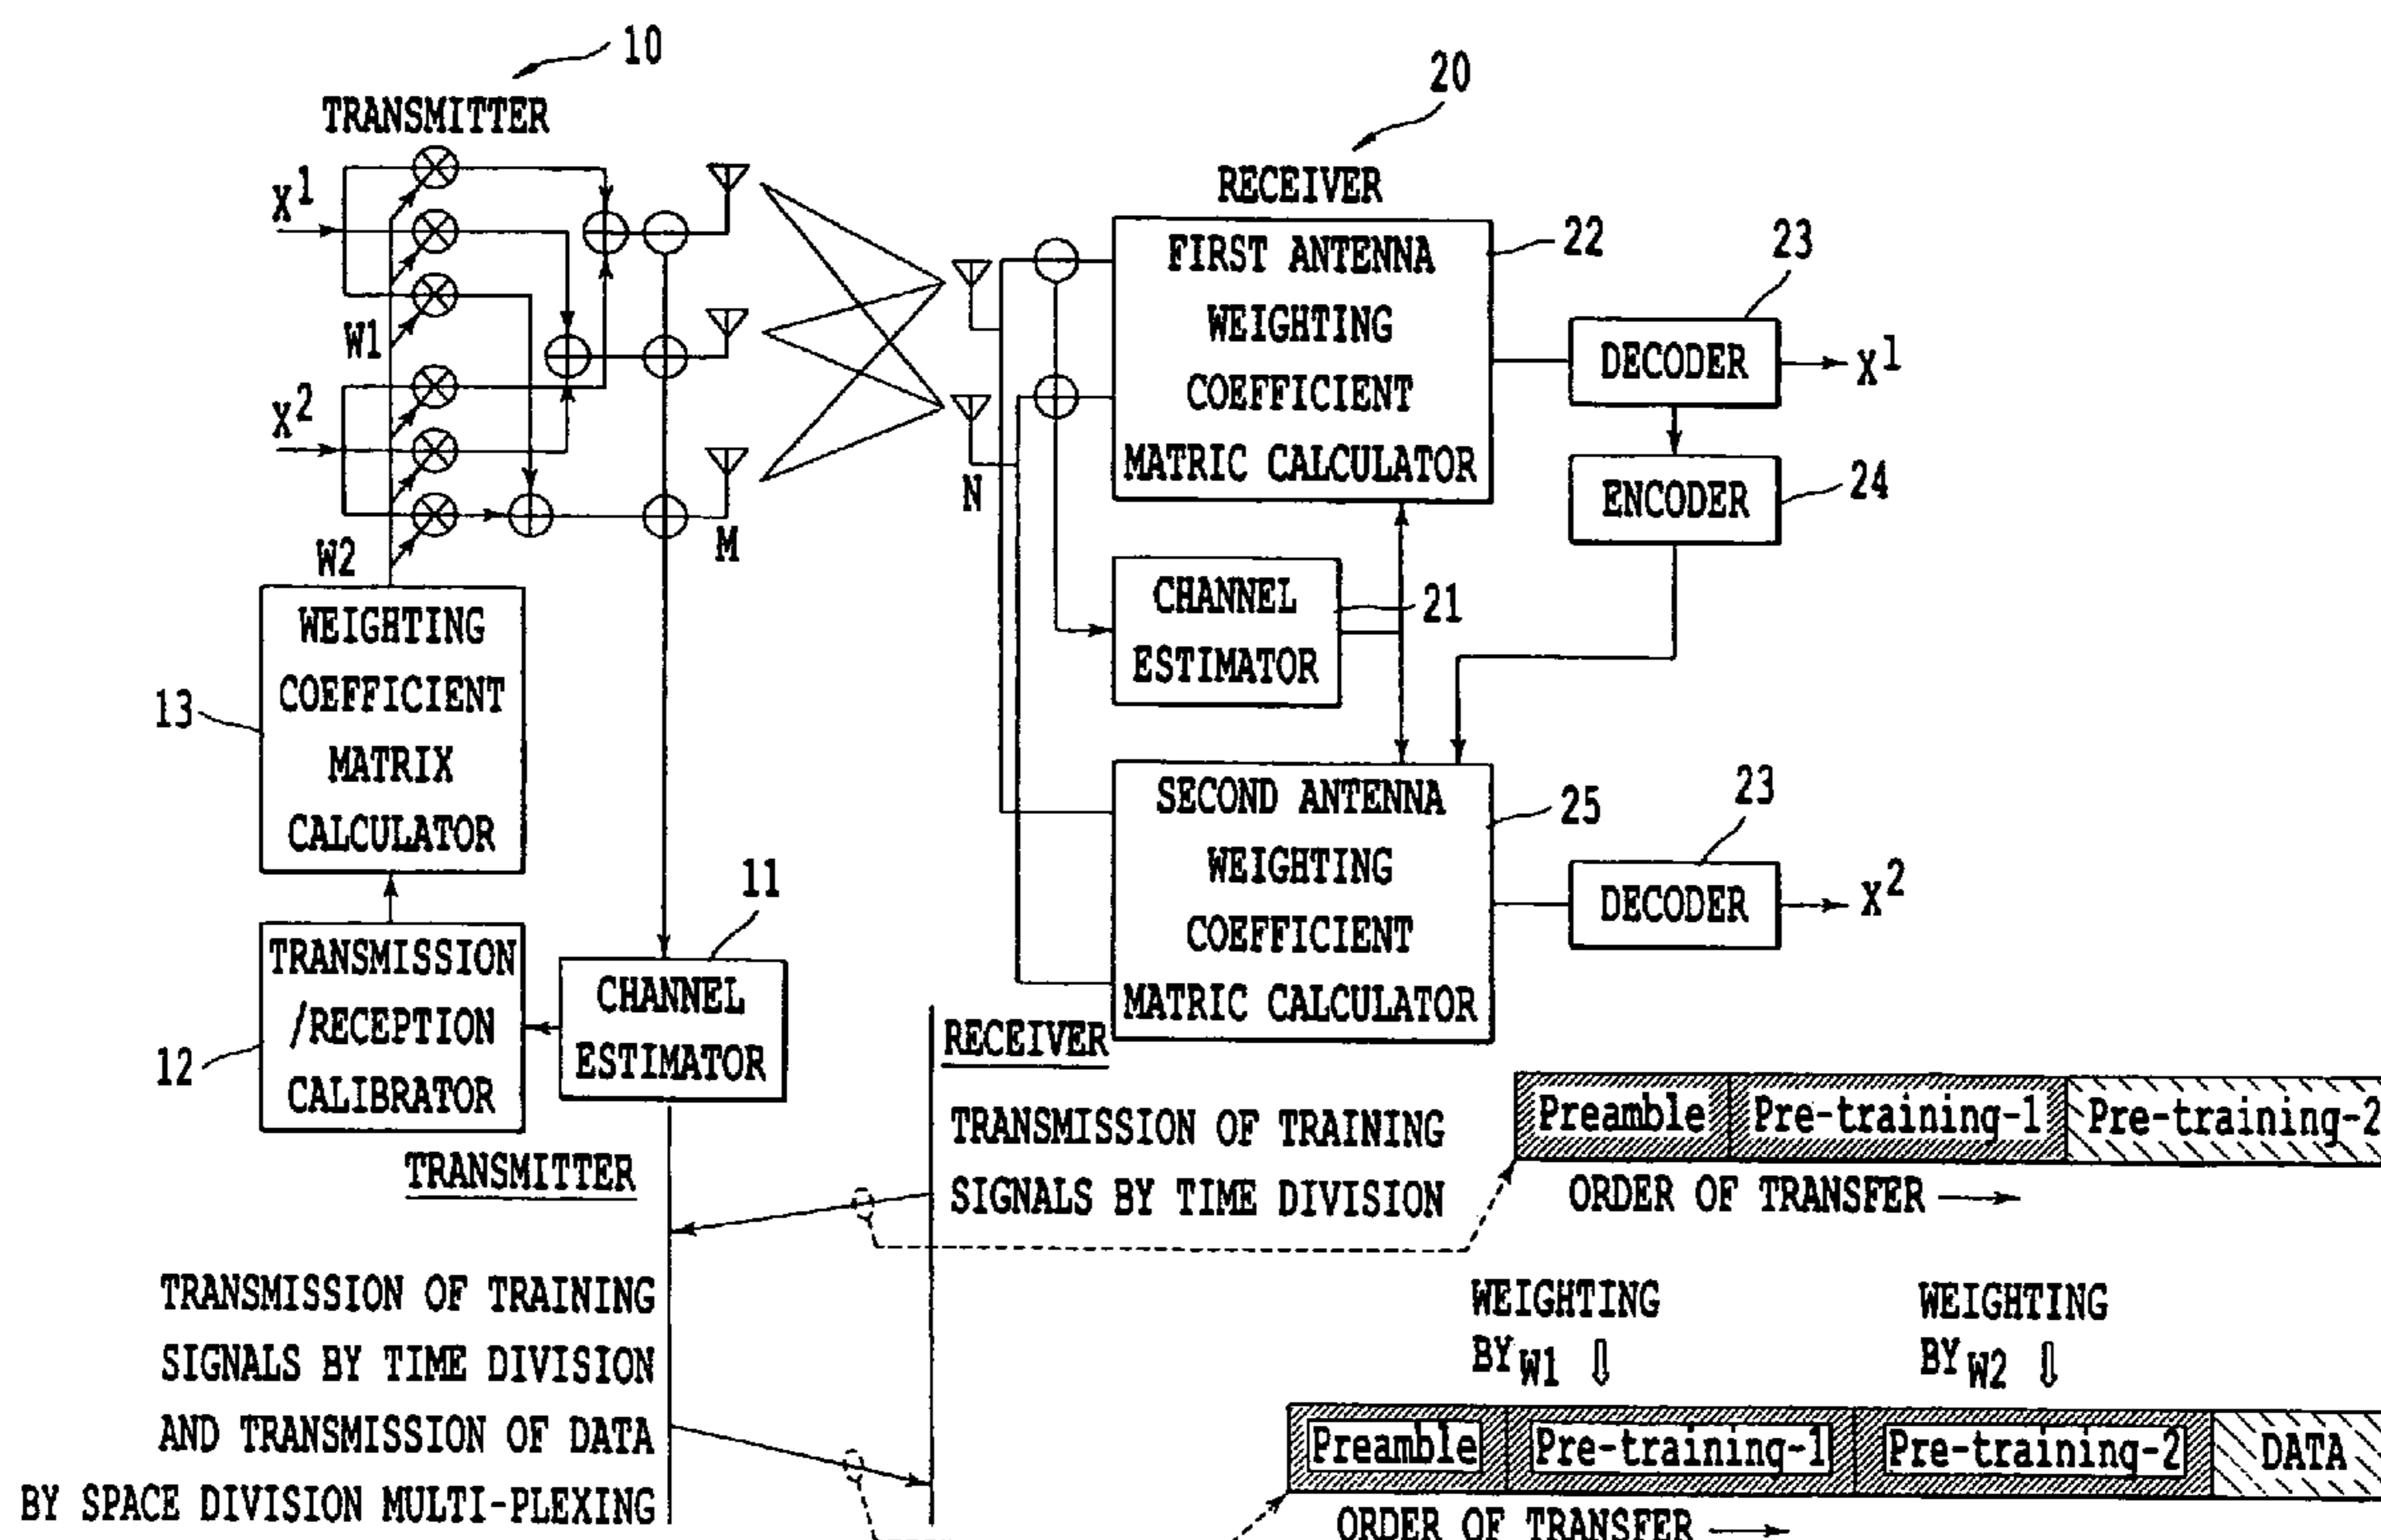 10
TRANSMITTER
X1
W1
X2
W2
M
WEIGHTING
COEFFICIENT
MATRIX
CALCULATOR
13
TRANSMISSION
/RECEPTION
CALIBRATOR
12
11
CHANNEL
ESTIMATOR
20
RECEIVER
N
FIRST ANTENNA
WEIGHTING
COEFFICIENT
MATRIC CALCULATOR
22
23
DECODER
X1
ENCODER
24
CHANNEL
ESTIMATOR
21
SECOND ANTENNA
WEIGHTING
COEFFICIENT
MATRIC CALCULATOR
25
23
DECODER
X2
TRANSMITTER
RECEIVER
TRANSMISSION OF TRAINING
SIGNALS BY TIME DIVISION
Preamble Pre-training-1 Pre-training-2
ORDER OF TRANSFER
TRANSMISSION OF TRAINING
SIGNALS BY TIME DIVISION
AND TRANSMISSION OF DATA
BY SPACE DIVISION MULTI-PLEXING
WEIGHTING
BY W1
WEIGHTING
BY W2
Preamble Pre-training-1 Pre-training-2 DATA
ORDER OF TRANSFER